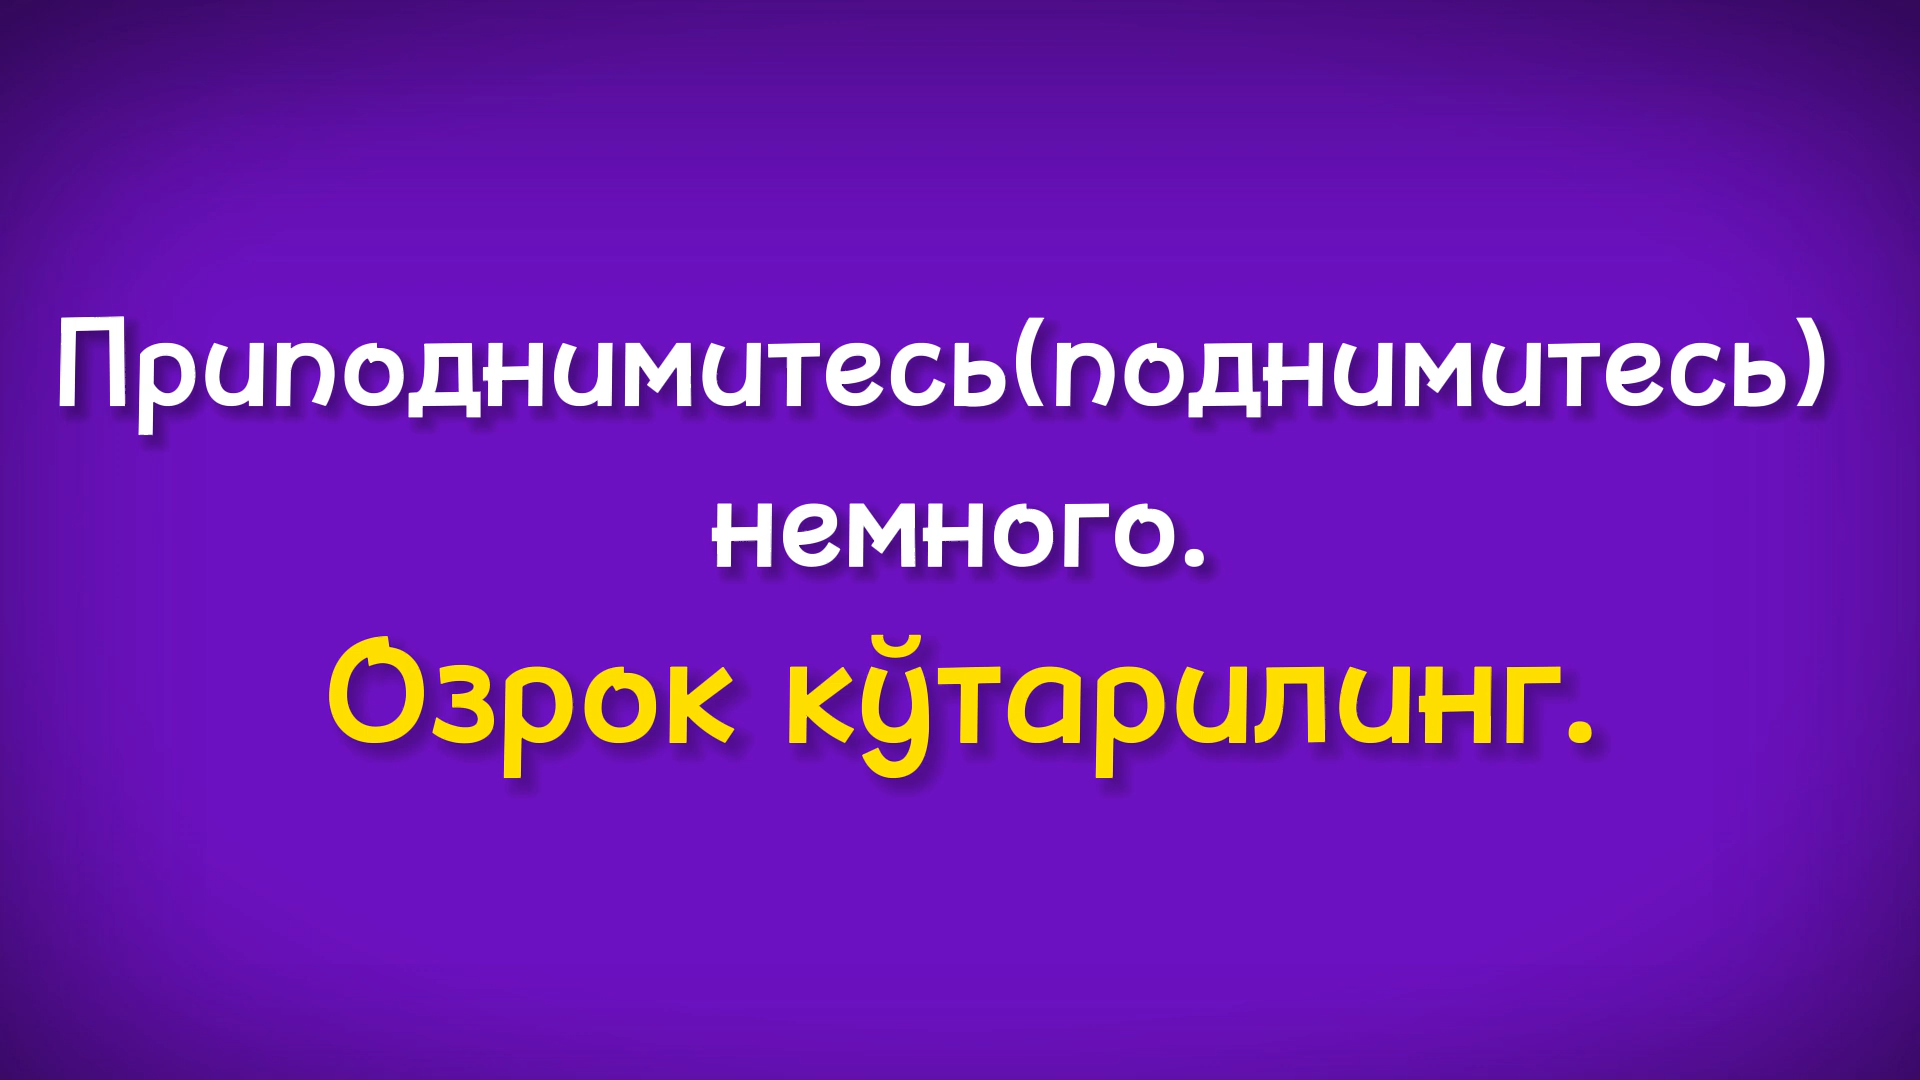 Приподнимитесь(поднимитесь)
немного.
Озрок кўтарилинг.